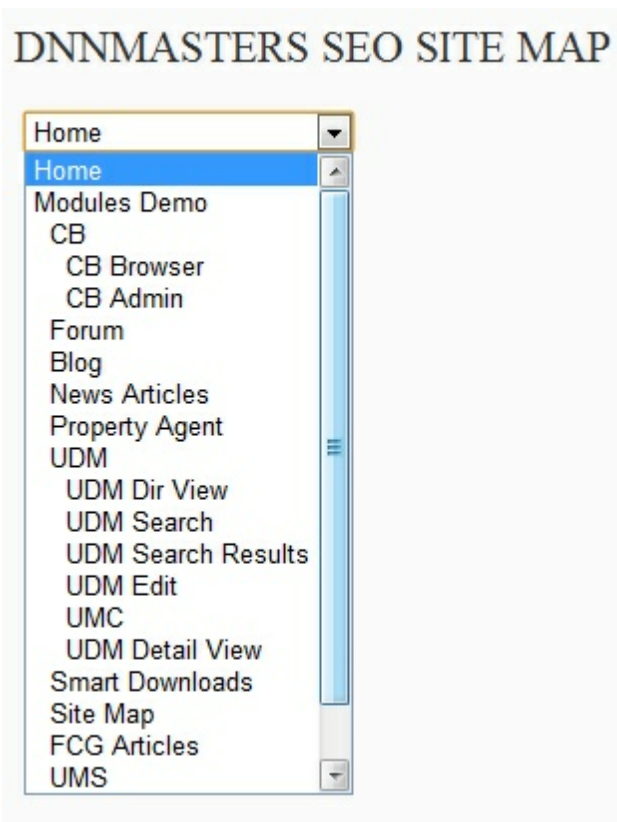 DNNMASTERS SEO SITE MAP
Home
Home
Modules Demo
CB
CB Browser
CB Admin
Forum
Blog
News Articles
Property Agent
UDM
UDM Dir View
UDM Search
UDM Search Results
UDM Edit
UMC
UDM Detail View
Smart Downloads
Site Map
FCG Articles
UMS